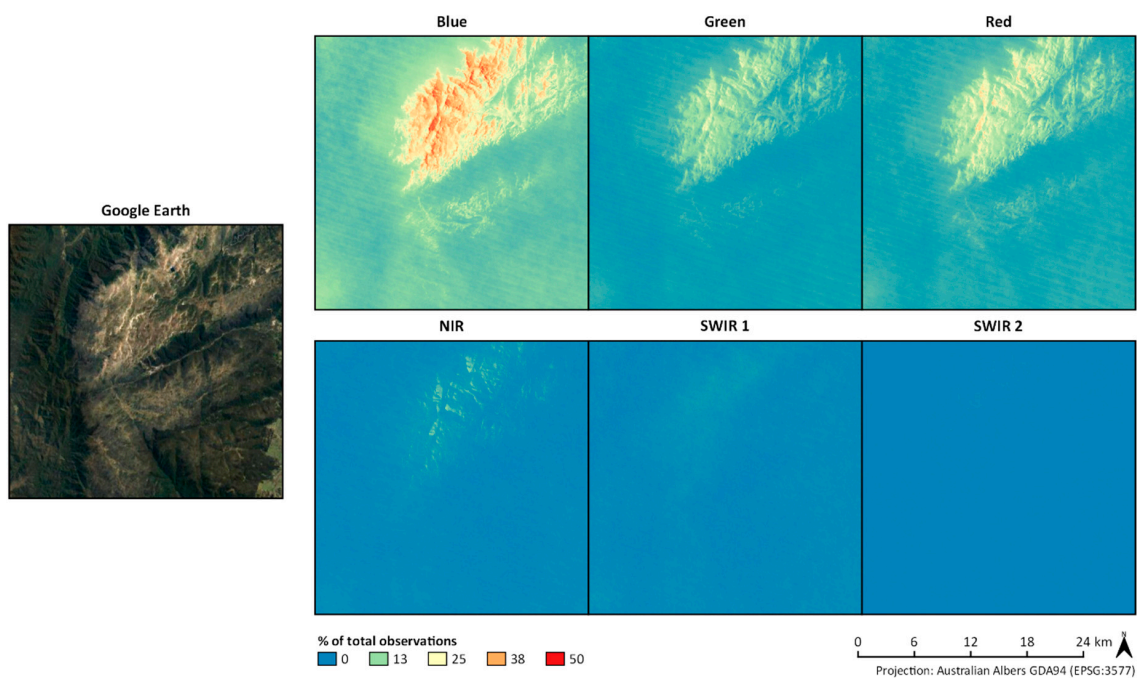 Blue
Green
Red
Google Earth
NIR
SWIR 1
SWIR 2
% of total observations
0 13 25 38 50
0 6 12 18 24 km
N
Projection: Australian Albers GDA94 (EPSG:3577)